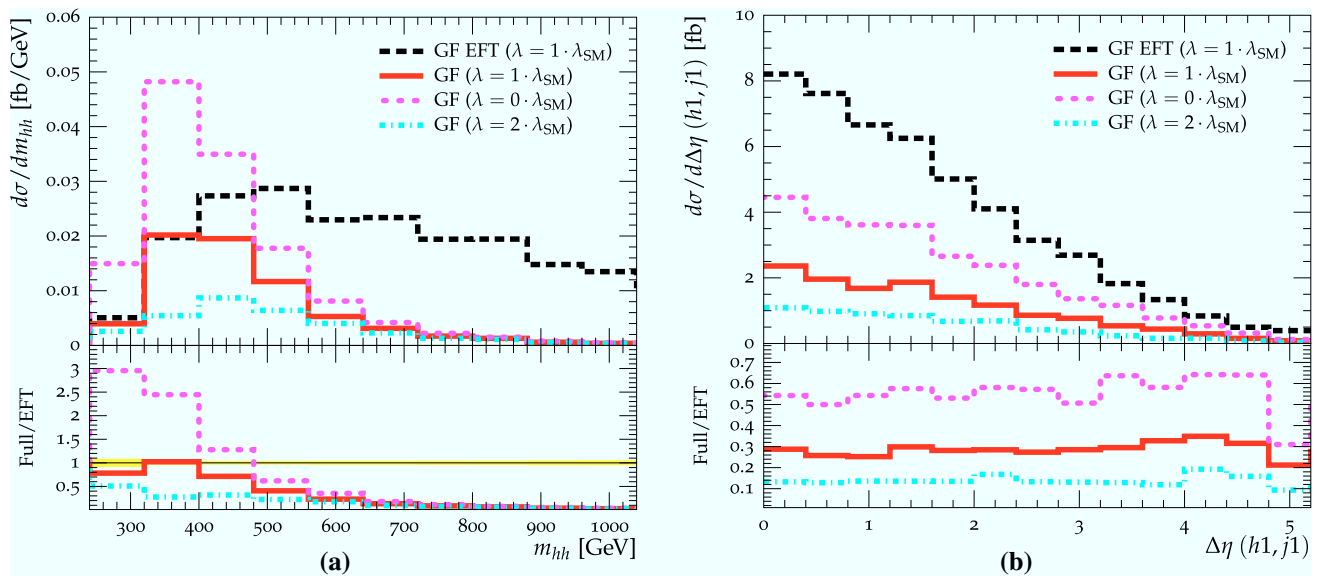 0.06
0.05
0.04
0.03
0.02
0.01
0
dσ/dm_hh [fb/GeV]
GF EFT (λ = 1 · λ_SM)
GF (λ = 1 · λ_SM)
GF (λ = 0 · λ_SM)
GF (λ = 2 · λ_SM)
3
2.5
2
1.5
1
0.5
Full/EFT
300 400 500 600 700 800 900 1000
m_hh [GeV]
(a)
10
8
6
4
2
0
dσ/dΔη (h1, j1) [fb]
GF EFT (λ = 1 · λ_SM)
GF (λ = 1 · λ_SM)
GF (λ = 0 · λ_SM)
GF (λ = 2 · λ_SM)
0.7
0.6
0.5
0.4
0.3
0.2
0.1
Full/EFT
0 1 2 3 4 5
Δη (h1, j1)
(b)